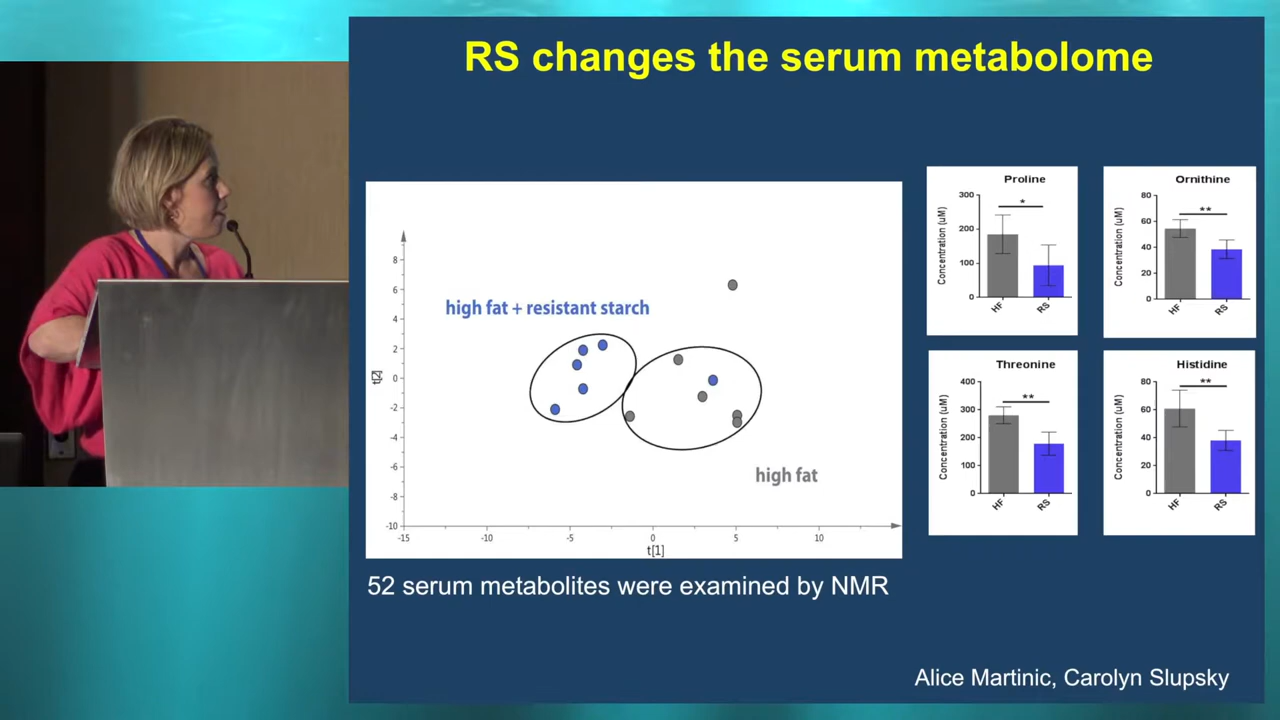 RS changes the serum metabolome
high fat + resistant starch
high fat
t[2]
8
6
4
2
0
-2
-4
-6
-8
-10
-15
-10
-5
0
5
10
t[1]
52 serum metabolites were examined by NMR
Proline
Concentration (uM)
300
200
100
0
*
HF
RS
Ornithine
Concentration (uM)
80
60
40
20
0
**
HF
RS
Threonine
Concentration (uM)
400
300
200
100
0
**
HF
RS
Histidine
Concentration (uM)
80
60
40
20
0
**
HF
RS
Alice Martinic, Carolyn Slupsky